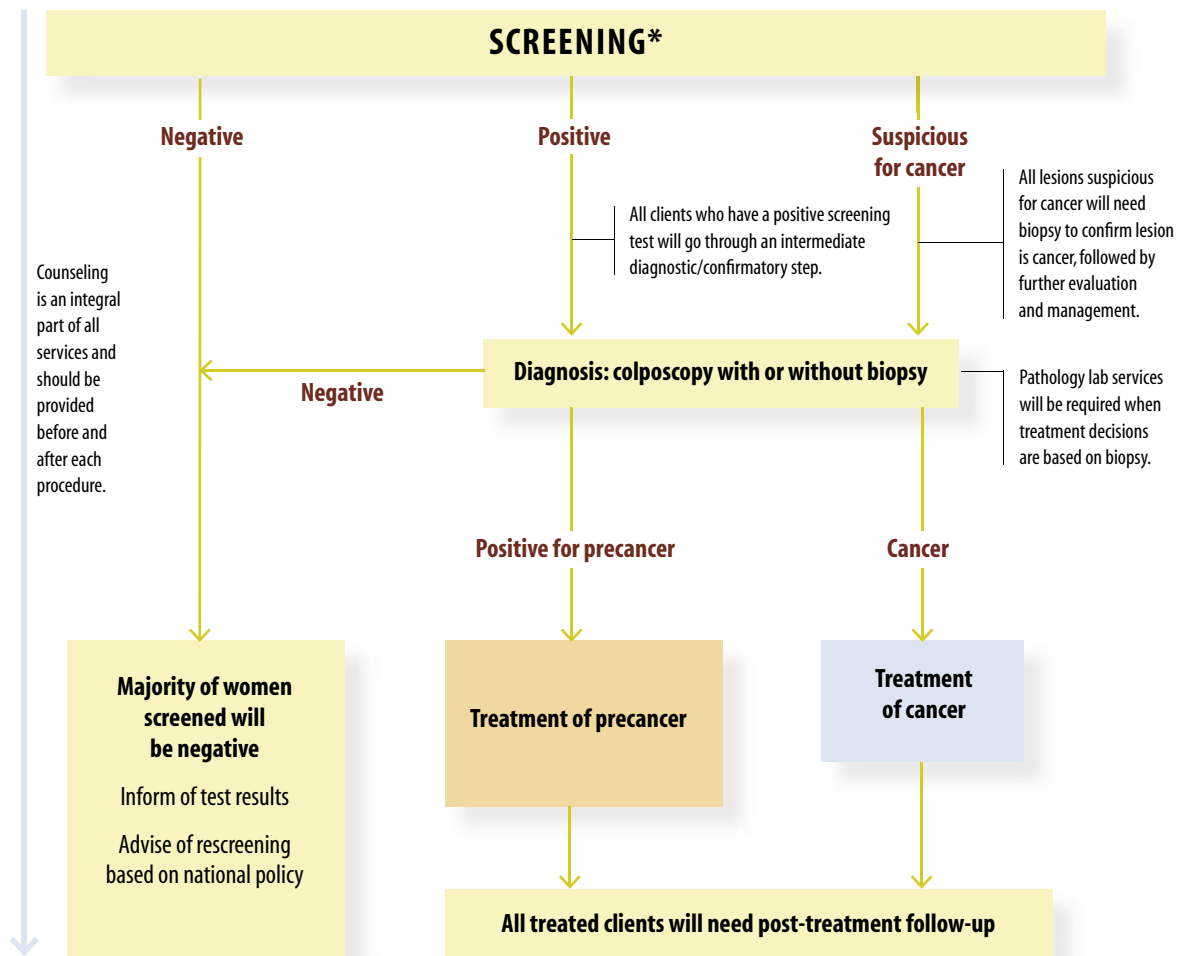 SCREENING*
Negative
Positive
Suspicious
for cancer
All clients who have a positive screening
test will go through an intermediate
diagnostic/confirmatory step.
All lesions suspicious
for cancer will need
biopsy to confirm lesion
is cancer, followed by
further evaluation
and management.
Counseling
is an integral
part of all
services and
should be
provided
before and
after each
procedure.
Diagnosis: colposcopy with or without biopsy
Negative
Pathology lab services
will be required when
treatment decisions
are based on biopsy.
Positive for precancer
Cancer
Majority of women
screened will
be negative
Inform of test results
Advise of rescreening
based on national policy
Treatment of precancer
Treatment
of cancer
All treated clients will need post-treatment follow-up